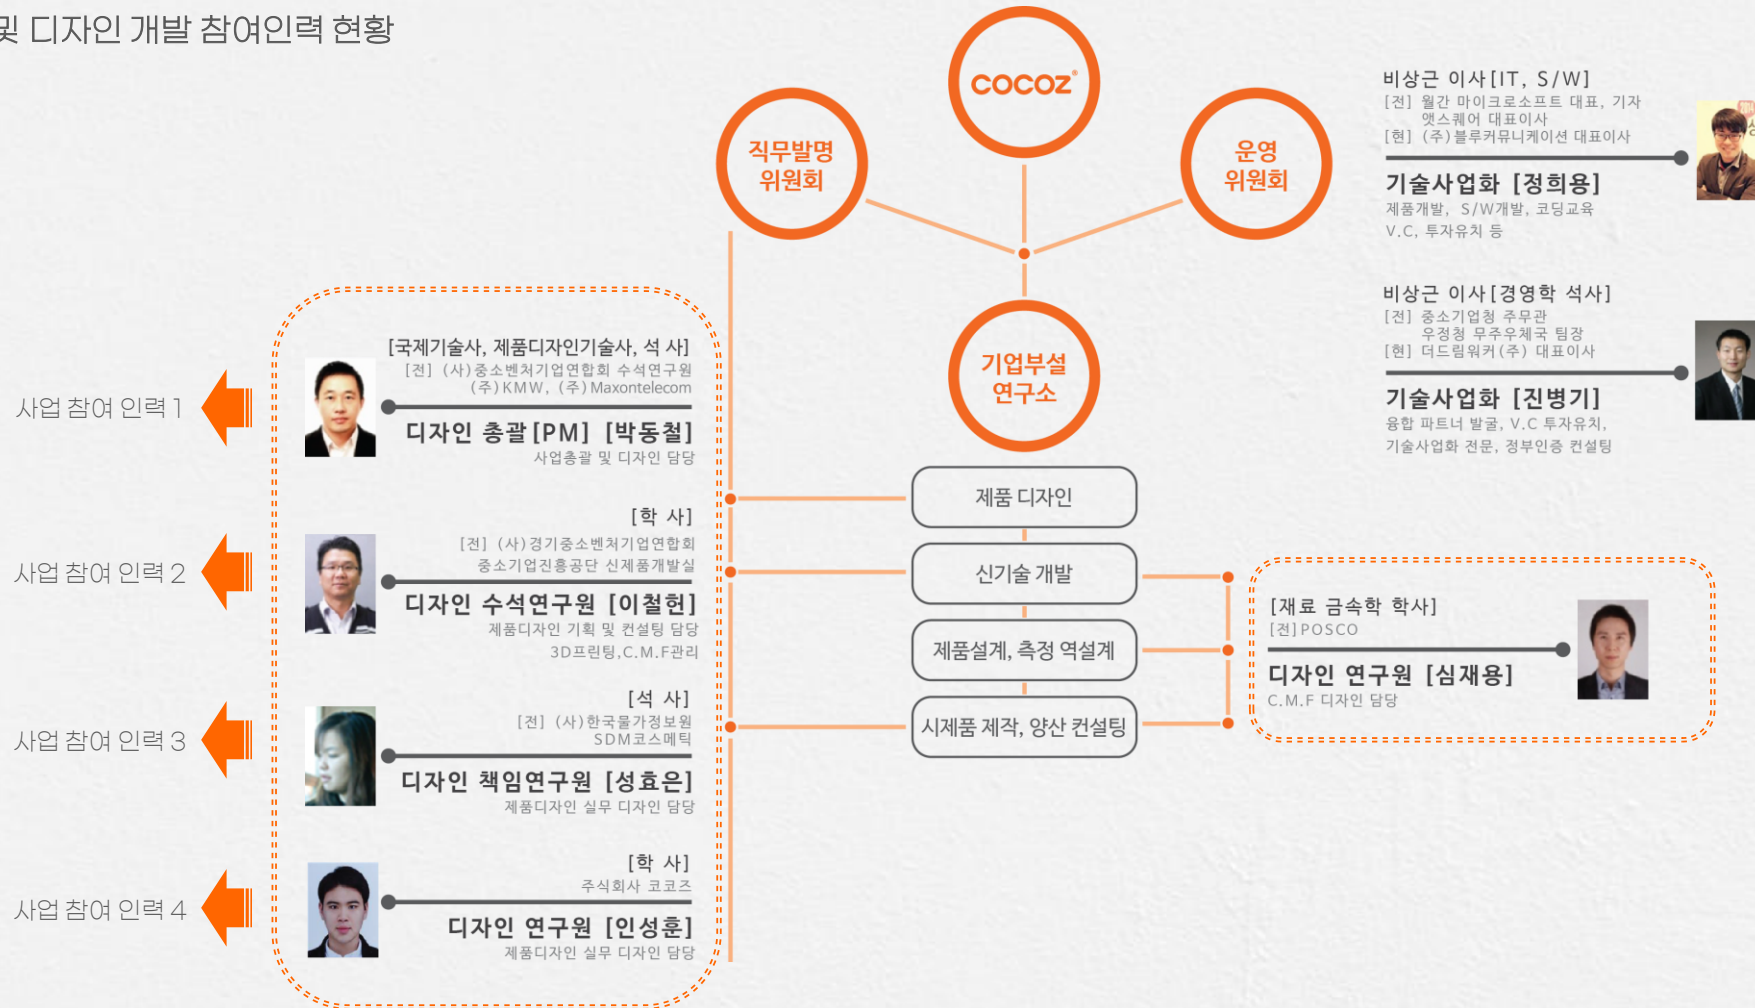 및 디자인 개발 참여인력 현황
COCOZ®
직무발명
위원회
운영
위원회
기업부설
연구소
제품 디자인
신기술 개발
제품설계, 측정 역설계
시제품 제작, 양산 컨설팅
사업 참여 인력 1
[국제기술사, 제품디자인기술사, 석 사]
[전] (사)중소벤처기업연합회 수석연구원
(주)KMW, (주)Maxontelecom
디자인 총괄[PM] [박동철]
사업총괄 및 디자인 담당
사업 참여 인력 2
[학 사]
[전] (사)경기중소벤처기업연합회
중소기업진흥공단 신제품개발실
디자인 수석연구원 [이철헌]
제품디자인 기획 및 컨설팅 담당
3D프린팅,C.M.F관리
사업 참여 인력 3
[석 사]
[전] (사)한국물가정보원
SDM코스메틱
디자인 책임연구원 [성효은]
제품디자인 실무 디자인 담당
사업 참여 인력 4
[학 사]
주식회사 코코즈
디자인 연구원 [인성훈]
제품디자인 실무 디자인 담당
비상근 이사[IT, S/W]
[전] 월간 마이크로소프트 대표, 기자
앳스퀘어 대표이사
[현] (주)블루커뮤니케이션 대표이사
기술사업화 [정희용]
제품개발, S/W개발, 코딩교육
V.C, 투자유치 등
비상근 이사[경영학 석사]
[전] 중소기업청 주무관
우정청 무주우체국 팀장
[현] 더드림워커(주) 대표이사
기술사업화 [진병기]
융합 파트너 발굴, V.C 투자유치,
기술사업화 전문, 정부인증 컨설팅
[재료 금속학 학사]
[전]POSCO
디자인 연구원 [심재용]
C.M.F 디자인 담당